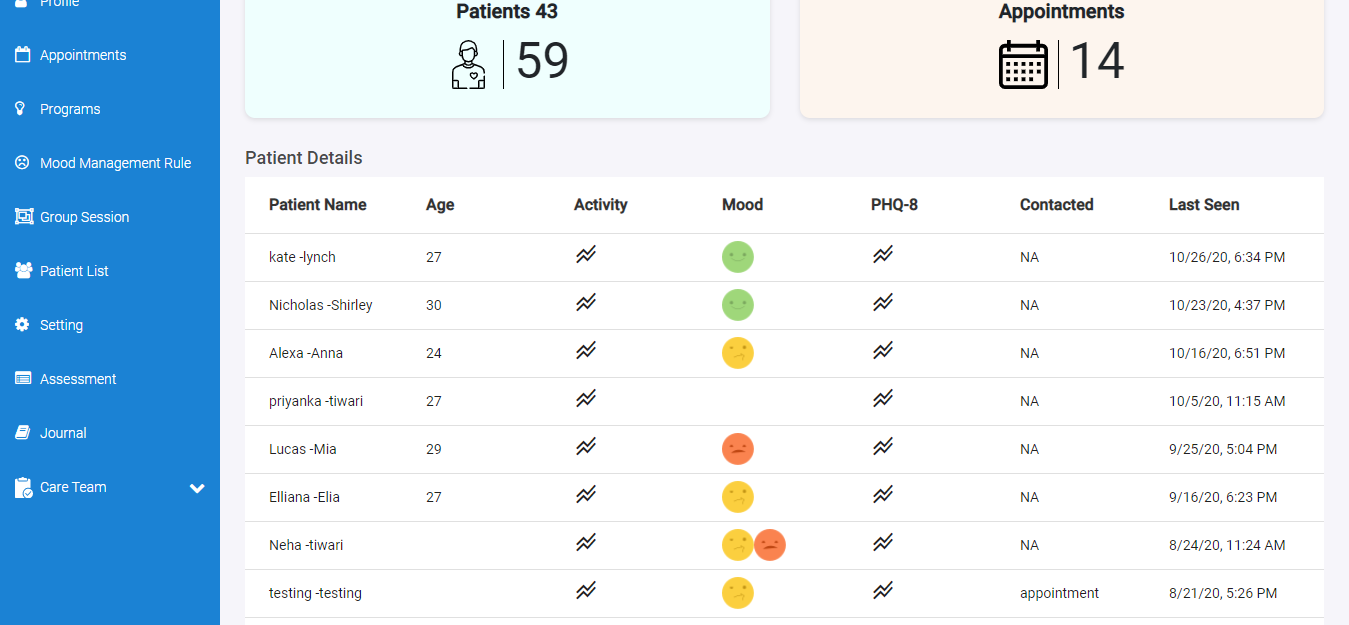 Profile
Appointments
Programs
Mood Management Rule
Group Session
Patient List
Setting
Assessment
Journal
Care Team
Patients 43
59
Appointments
14
Patient Details
Patient Name Age Activity Mood PHQ-8 Contacted Last Seen
kate -lynch 27 NA 10/26/20, 6:34 PM
Nicholas -Shirley 30 NA 10/23/20, 4:37 PM
Alexa -Anna 24 NA 10/16/20, 6:51 PM
priyanka -tiwari 27 NA 10/5/20, 11:15 AM
Lucas -Mia 29 NA 9/25/20, 5:04 PM
Elliana -Elia 27 NA 9/16/20, 6:23 PM
Neha -tiwari NA 8/24/20, 11:24 AM
testing -testing appointment 8/21/20, 5:26 PM